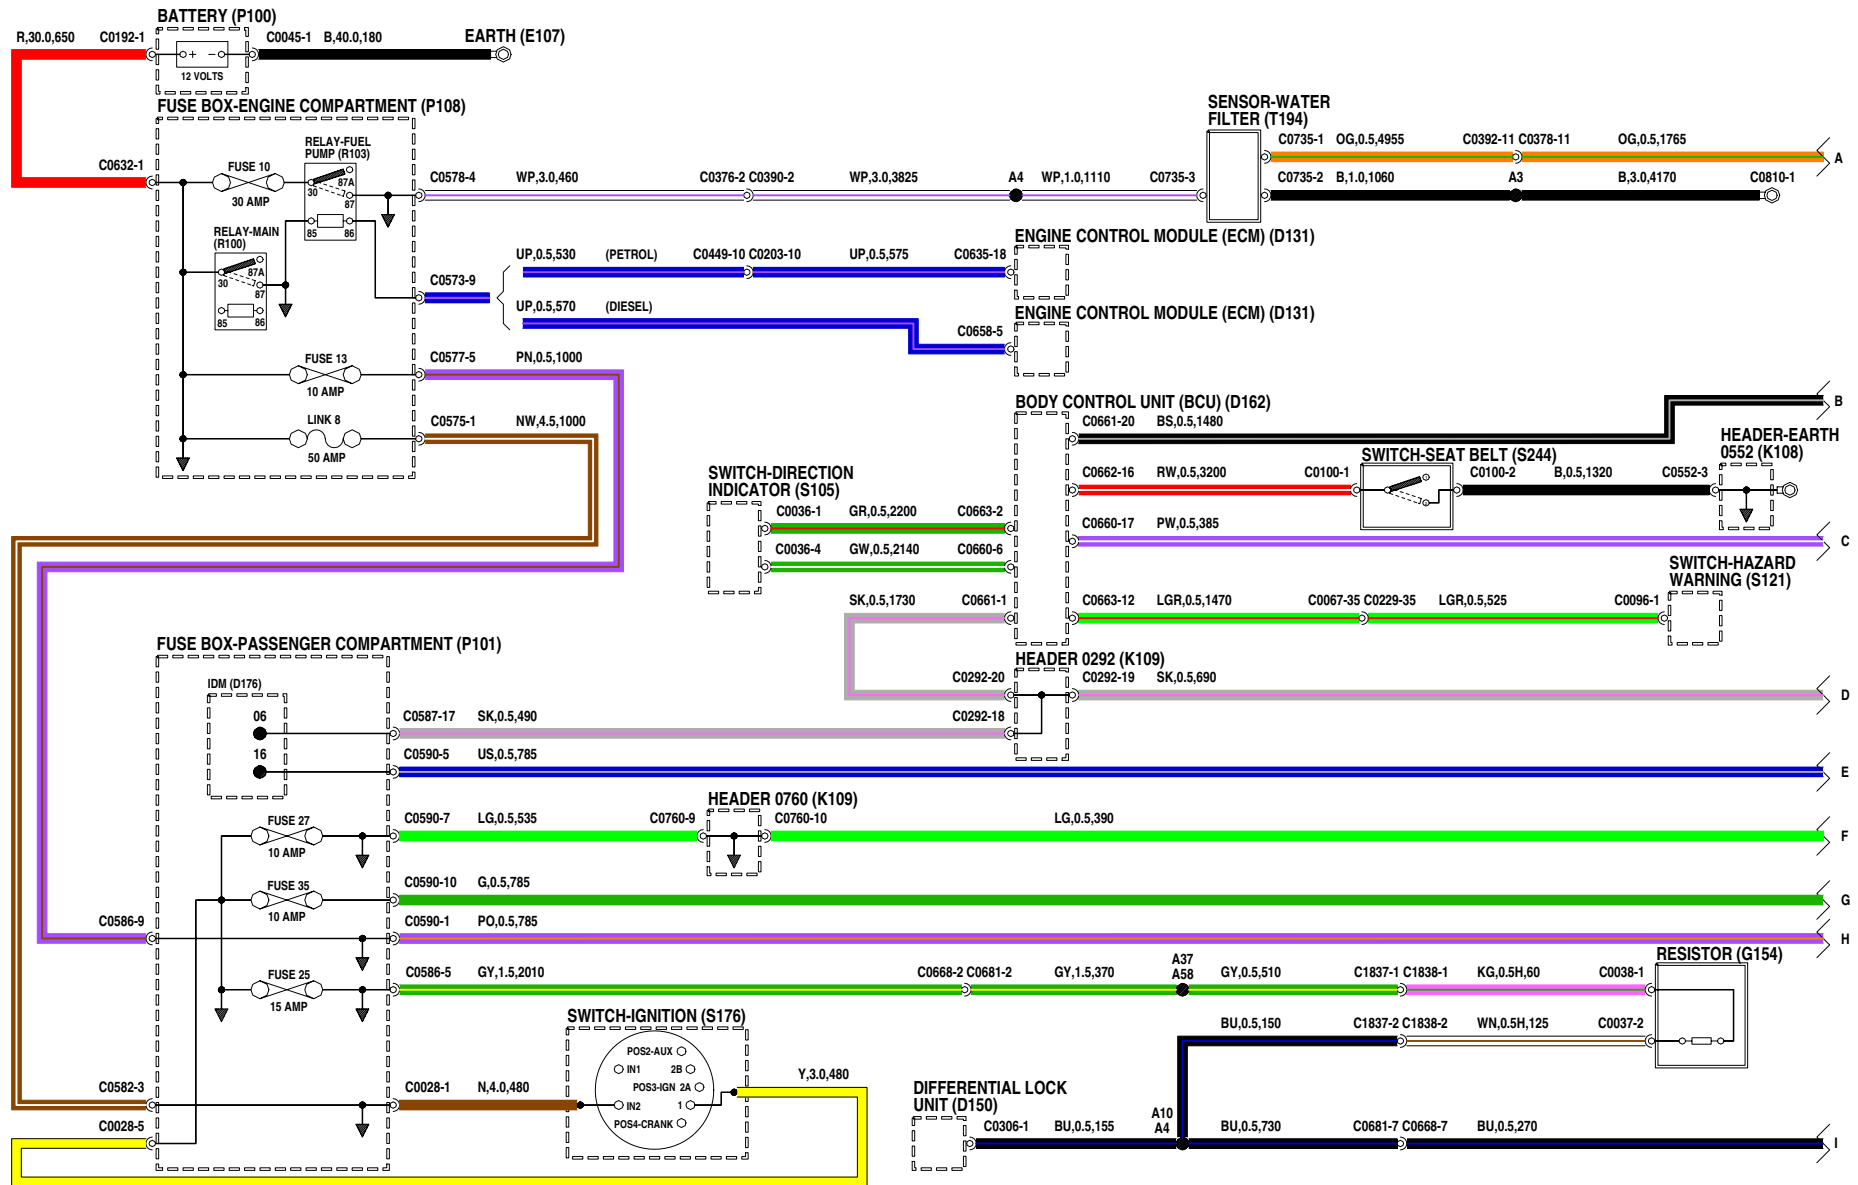 BATTERY (P100)
R,30.0,650 C0192-1 C0045-1 B,40.0,180 EARTH (E107)
+ −
12 VOLTS
FUSE BOX-ENGINE COMPARTMENT (P108)
C0632-1
FUSE 10
30 AMP
RELAY-FUEL
PUMP (R103)
87A
30
87
85 86
RELAY-MAIN
(R100)
87A
30
87
85 86
FUSE 13
10 AMP
LINK 8
50 AMP
C0578-4 WP,3.0,460 C0376-2 C0390-2 WP,3.0,3825 A4 WP,1.0,1110 C0735-3
SENSOR-WATER
FILTER (T194)
C0735-1 OG,0.5,4955 C0392-11 C0378-11 OG,0.5,1765 A
C0735-2 B,1.0,1060 A3 B,3.0,4170 C0810-1
C0573-9
UP,0.5,530 (PETROL) C0449-10 C0203-10 UP,0.5,575 C0635-18
ENGINE CONTROL MODULE (ECM) (D131)
UP,0.5,570 (DIESEL) C0658-5
ENGINE CONTROL MODULE (ECM) (D131)
C0577-5 PN,0.5,1000
C0575-1 NW,4.5,1000
BODY CONTROL UNIT (BCU) (D162)
C0661-20 BS,0.5,1480 B
C0662-16 RW,0.5,3200 C0100-1
SWITCH-SEAT BELT (S244)
1
2
C0100-2 B,0.5,1320 C0552-3
HEADER-EARTH
0552 (K108)
C0660-17 PW,0.5,385 C
SWITCH-DIRECTION
INDICATOR (S105)
C0036-1 GR,0.5,2200 C0663-2
C0036-4 GW,0.5,2140 C0660-6
SK,0.5,1730 C0661-1
C0663-12 LGR,0.5,1470 C0067-35 C0229-35 LGR,0.5,525 C0096-1
SWITCH-HAZARD
WARNING (S121)
FUSE BOX-PASSENGER COMPARTMENT (P101)
HEADER 0292 (K109)
C0292-20 C0292-19 SK,0.5,690 D
IDM (D176)
06
16
C0587-17 SK,0.5,490 C0292-18
C0590-5 US,0.5,785 E
FUSE 27
10 AMP
C0590-7 LG,0.5,535 C0760-9
HEADER 0760 (K109)
C0760-10 LG,0.5,390 F
FUSE 35
10 AMP
C0590-10 G,0.5,785 G
C0586-9 C0590-1 PO,0.5,785 H
FUSE 25
15 AMP
C0586-5 GY,1.5,2010 C0668-2 C0681-2 GY,1.5,370 A37
A58 GY,0.5,510 C1837-1 C1838-1 KG,0.5H,60 C0038-1
RESISTOR (G154)
BU,0.5,150 C1837-2 C1838-2 WN,0.5H,125 C0037-2
SWITCH-IGNITION (S176)
POS2-AUX
IN1 2B
POS3-IGN 2A
IN2 1
POS4-CRANK
C0582-3 C0028-1 N,4.0,480 Y,3.0,480
C0028-5
DIFFERENTIAL LOCK
UNIT (D150)
C0306-1 BU,0.5,155 A10
A4 BU,0.5,730 C0681-7 C0668-7 BU,0.5,270 I